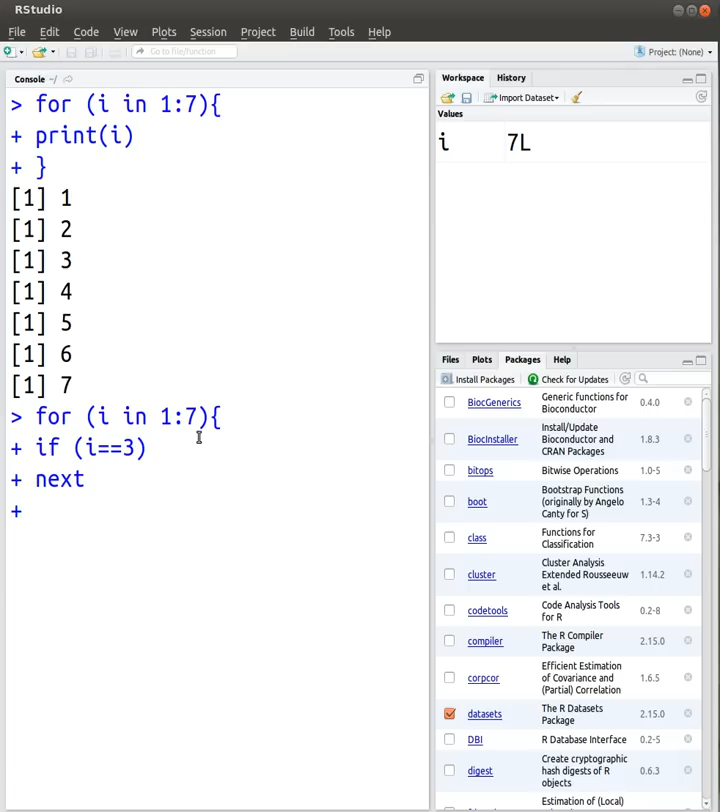 RStudio
File Edit Code View Plots Session Project Build Tools Help
Go to file/function
Project: (None)
Console ~/
> for (i in 1:7){
+ print(i)
+ }
[1] 1
[1] 2
[1] 3
[1] 4
[1] 5
[1] 6
[1] 7
> for (i in 1:7){
+ if (i==3)
+ next
+
Workspace History
Import Dataset
Values
i 7L
Files Plots Packages Help
Install Packages Check for Updates
BiocGenerics Generic functions for 0.4.0
Bioconductor
BiocInstaller Install/Update 1.8.3
Bioconductor and
CRAN Packages
bitops Bitwise Operations 1.0-5
boot Bootstrap Functions 1.3-4
(originally by Angelo
Canty for S)
class Functions for 7.3-3
Classification
cluster Cluster Analysis 1.14.2
Extended Rousseeuw
et al.
codetools Code Analysis Tools 0.2-8
for R
compiler The R Compiler 2.15.0
Package
corpcor Efficient Estimation 1.6.5
of Covariance and
(Partial) Correlation
datasets The R Datasets 2.15.0
Package
DBI R Database Interface 0.2-5
digest Create cryptographic 0.6.3
hash digests of R
objects
Estimation of (Local)